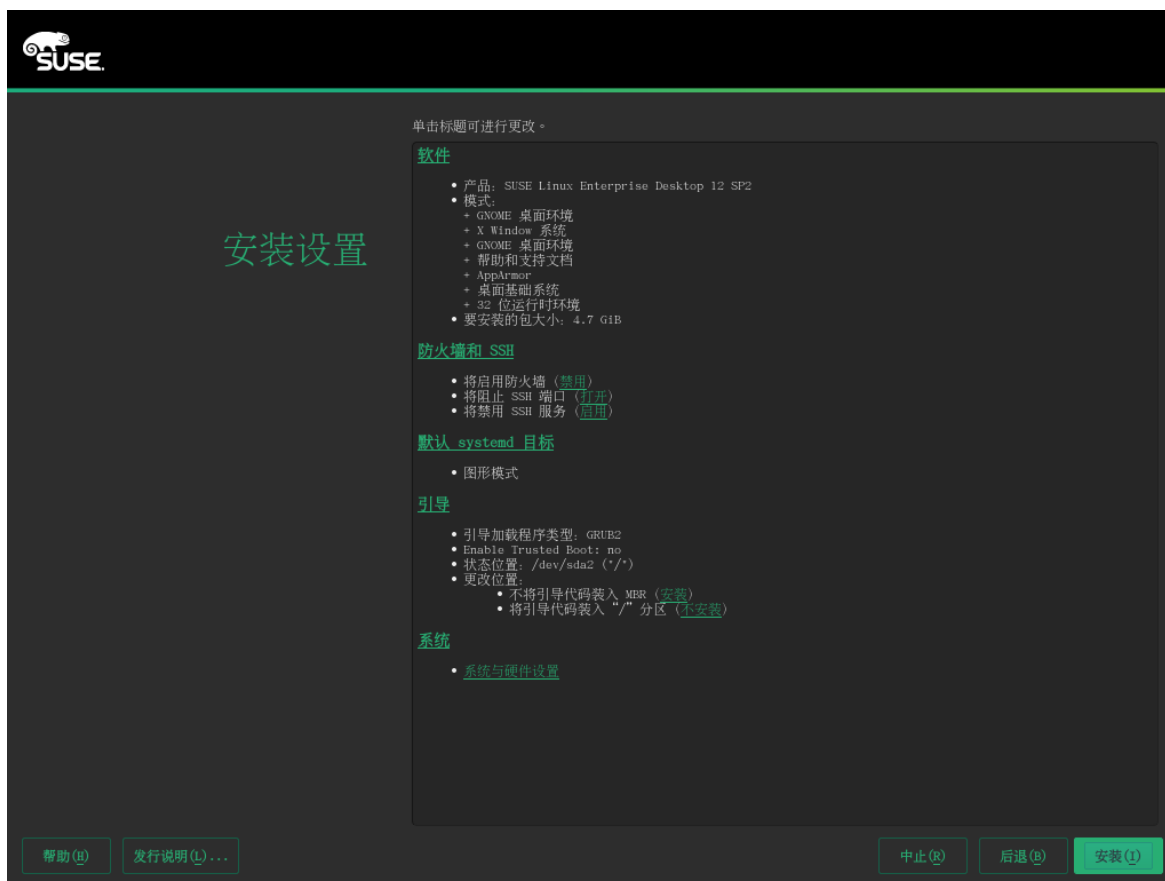 SUSE.
单击标题可进行更改。
软件
• 产品: SUSE Linux Enterprise Desktop 12 SP2
• 模式:
+ GNOME 桌面环境
+ X Window 系统
+ GNOME 桌面环境
+ 帮助和支持文档
+ AppArmor
+ 桌面基础系统
+ 32 位运行时环境
• 要安装的包大小: 4.7 GiB
安装设置
防火墙和 SSH
• 将启用防火墙 (禁用)
• 将阻止 SSH 端口 (打开)
• 将禁用 SSH 服务 (启用)
默认 systemd 目标
• 图形模式
引导
• 引导加载程序类型: GRUB2
• Enable Trusted Boot: no
• 状态位置: /dev/sda2 ("/")
• 更改位置:
• 不将引导代码装入 MBR (安装)
• 将引导代码装入“/”分区 (不安装)
系统
• 系统与硬件设置
帮助(H) 发行说明(L)... 中止(R) 后退(B) 安装(I)